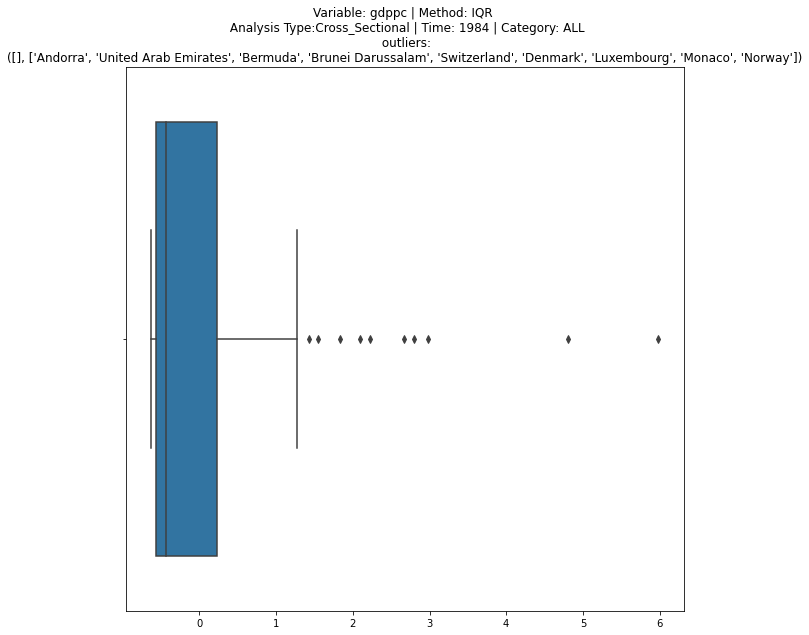 Variable: gdppc | Method: IQR
Analysis Type:Cross_Sectional | Time: 1984 | Category: ALL
outliers:
([], ['Andorra', 'United Arab Emirates', 'Bermuda', 'Brunei Darussalam', 'Switzerland', 'Denmark', 'Luxembourg', 'Monaco', 'Norway'])
0 1 2 3 4 5 6